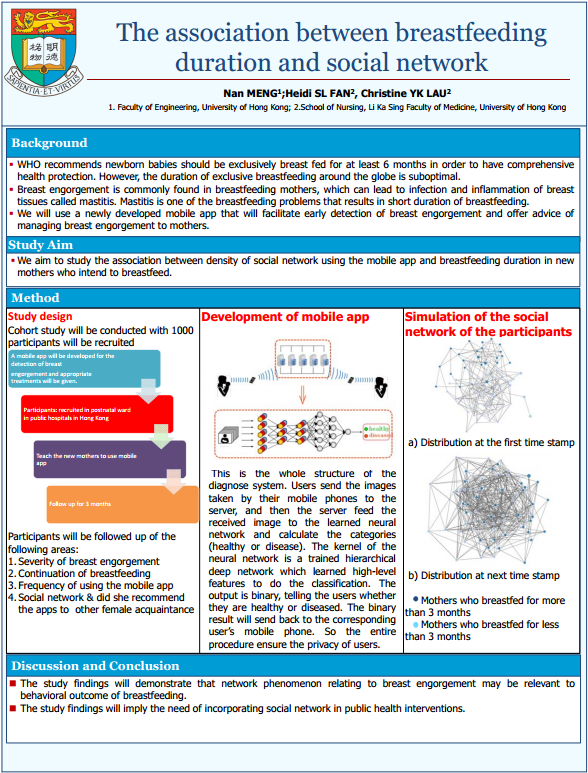 The association between breastfeeding
duration and social network
Nan MENG¹;Heidi SL FAN², Christine YK LAU²
1. Faculty of Engineering, University of Hong Kong; 2.School of Nursing, Li Ka Sing Faculty of Medicine, University of Hong Kong
SAPIENTIA·ET·VIRTUS
明德
格物
Background
▪ WHO recommends newborn babies should be exclusively breast fed for at least 6 months in order to have comprehensive
health protection. However, the duration of exclusive breastfeeding around the globe is suboptimal.
▪ Breast engorgement is commonly found in breastfeeding mothers, which can lead to infection and inflammation of breast
tissues called mastitis. Mastitis is one of the breastfeeding problems that results in short duration of breastfeeding.
▪ We will use a newly developed mobile app that will facilitate early detection of breast engorgement and offer advice of
managing breast engorgement to mothers.
Study Aim
▪ We aim to study the association between density of social network using the mobile app and breastfeeding duration in new
mothers who intend to breastfeed.
Method
Study design
Cohort study will be conducted with 1000
participants will be recruited
A mobile app will be developed for the
detection of breast
engorgement and appropriate
treatments will be given.
Participants: recruited in postnatal ward
in public hospitals in Hong Kong
Teach the new mothers to use mobile
app
Follow up for 3 months
Participants will be followed up of the
following areas:
1. Severity of breast engorgement
2. Continuation of breastfeeding
3. Frequency of using the mobile app
4. Social network & did she recommend
the apps to other female acquaintance
Development of mobile app
healthy
diseased
This is the whole structure of the
diagnose system. Users send the images
taken by their mobile phones to the
server, and then the server feed the
received image to the learned neural
network and calculate the categories
(healthy or disease). The kernel of the
neural network is a trained hierarchical
deep network which learned high-level
features to do the classification. The
output is binary, telling the users whether
they are healthy or diseased. The binary
result will send back to the corresponding
user's mobile phone. So the entire
procedure ensure the privacy of users.
Simulation of the social
network of the participants
a) Distribution at the first time stamp
b) Distribution at next time stamp
Mothers who breastfed for more
than 3 months
Mothers who breastfed for less
than 3 months
Discussion and Conclusion
■ The study findings will demonstrate that network phenomenon relating to breast engorgement may be relevant to
behavioral outcome of breastfeeding.
■ The study findings will imply the need of incorporating social network in public health interventions.